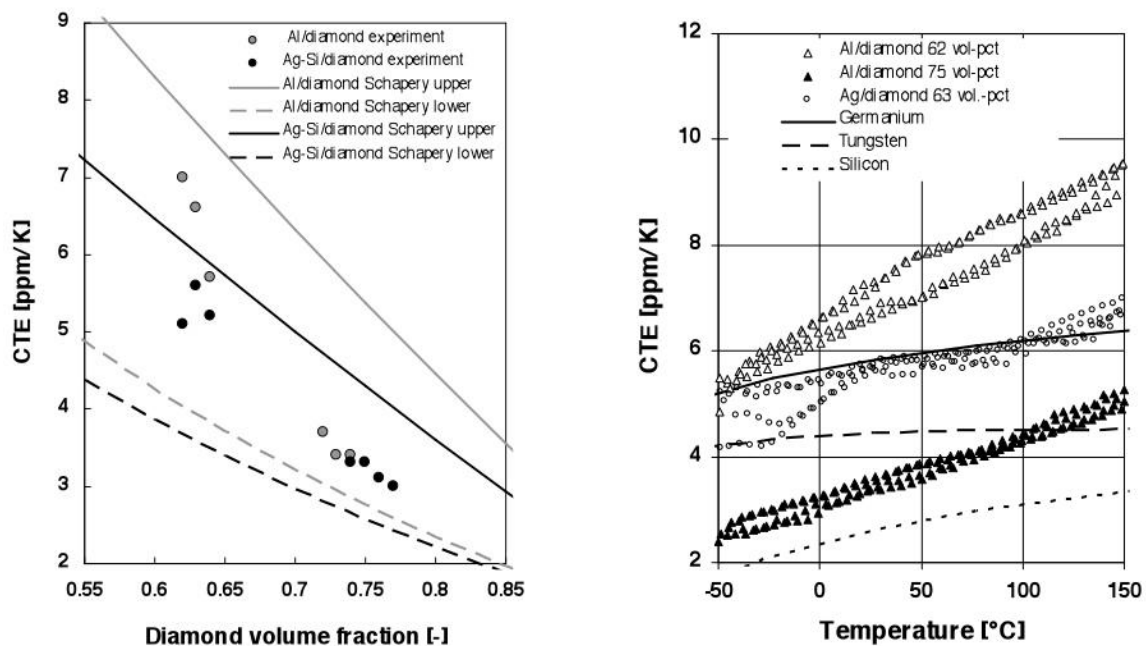 9
8
7
6
5
4
3
2
CTE [ppm/K]
Al/diamond experiment
Ag-Si/diamond experiment
Al/diamond Schapery upper
Al/diamond Schapery lower
Ag-Si/diamond Schapery upper
Ag-Si/diamond Schapery lower
0.55 0.6 0.65 0.7 0.75 0.8 0.85
Diamond volume fraction [-]
12
10
8
6
4
2
CTE [ppm/K]
Al/diamond 62 vol-pct
Al/diamond 75 vol-pct
Ag/diamond 63 vol.-pct
Germanium
Tungsten
Silicon
-50 0 50 100 150
Temperature [°C]